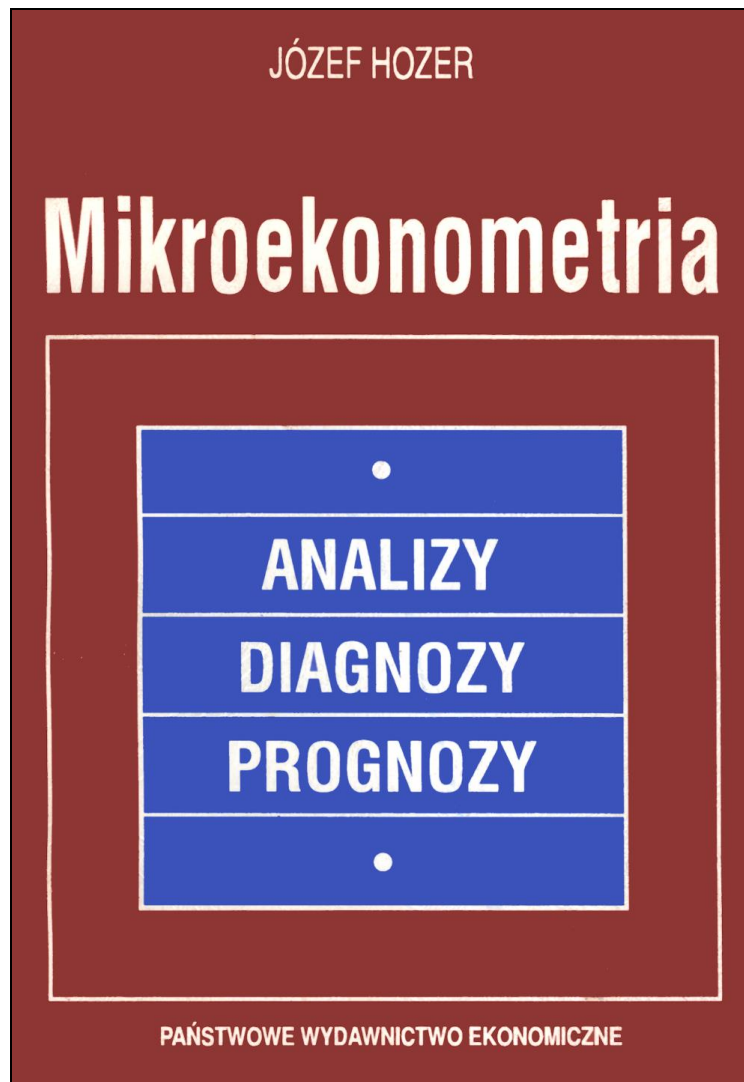 JÓZEF HOZER
Mikroekonometria
ANALIZY
DIAGNOZY
PROGNOZY
PAŃSTWOWE WYDAWNICTWO EKONOMICZNE